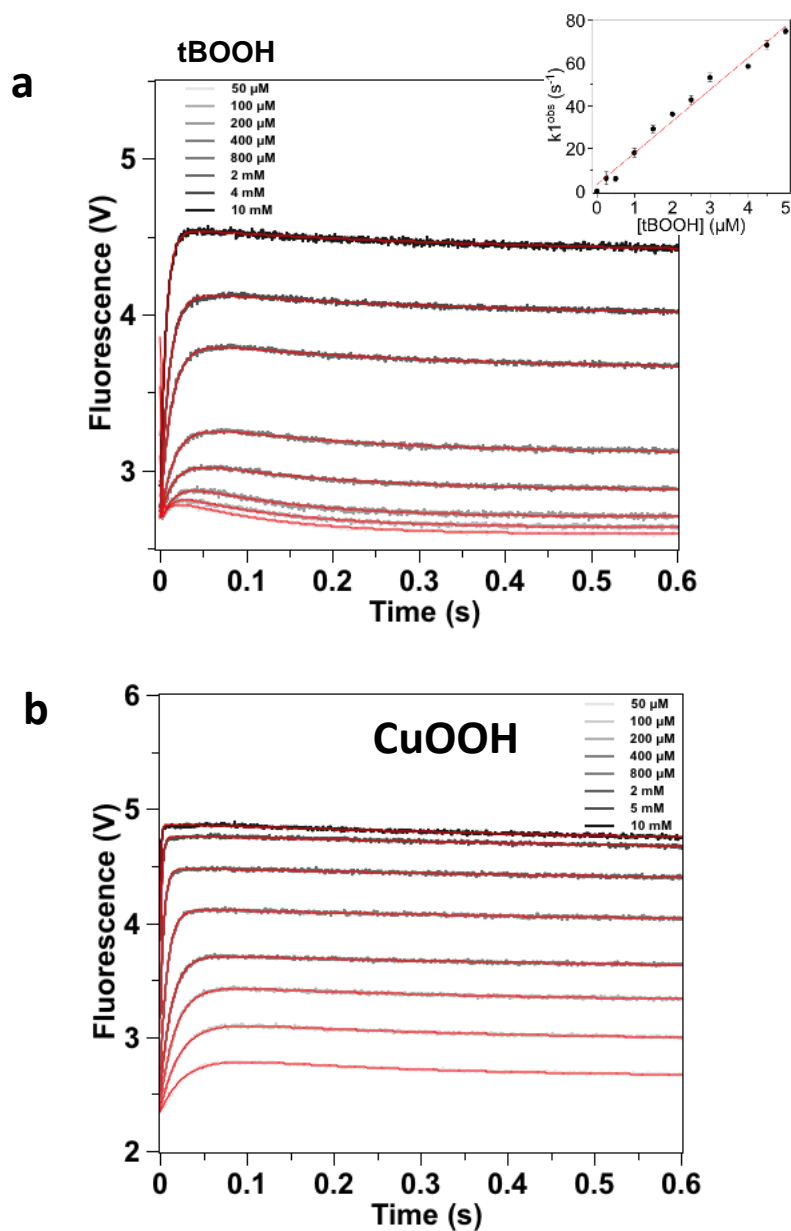 a
tBOOH
50 µM
100 µM
200 µM
400 µM
800 µM
2 mM
4 mM
10 mM
80
60
40
20
0
k1ᵒᵇˢ (s⁻¹)
0 1 2 3 4 5
[tBOOH] (µM)
5
4
3
Fluorescence (V)
0 0.1 0.2 0.3 0.4 0.5 0.6
Time (s)
b
CuOOH
50 µM
100 µM
200 µM
400 µM
800 µM
2 mM
5 mM
10 mM
6
5
4
3
2
Fluorescence (V)
0 0.1 0.2 0.3 0.4 0.5 0.6
Time (s)